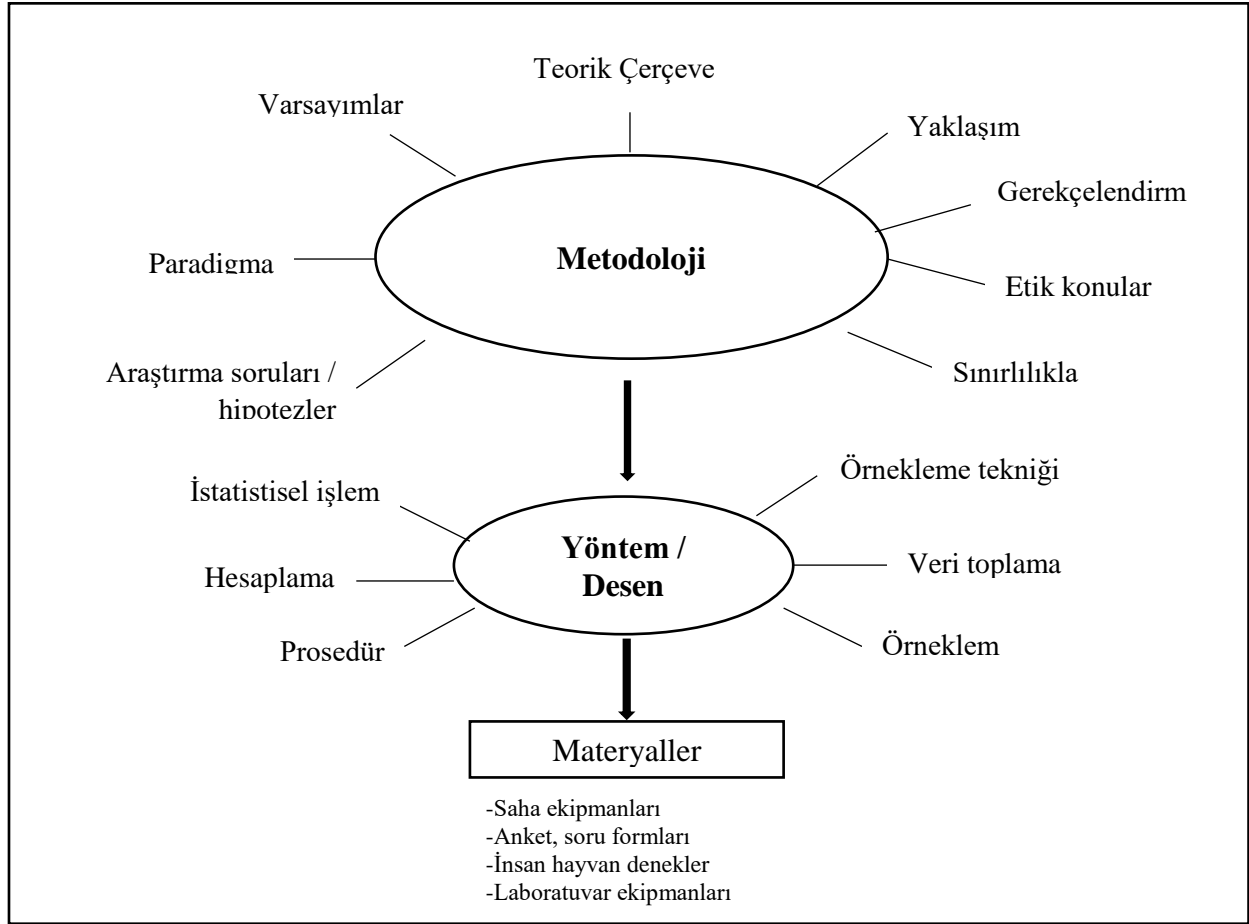 Teorik Çerçeve
Varsayımlar
Yaklaşım
Gerekçelendirm
Metodoloji
Paradigma
Etik konular
Araştırma soruları /
hipotezler
Sınırlılıkla
Örnekleme tekniği
İstatistisel işlem
Yöntem /
Desen
Veri toplama
Hesaplama
Örneklem
Prosedür
Materyaller
-Saha ekipmanları
-Anket, soru formları
-İnsan hayvan denekler
-Laboratuvar ekipmanları